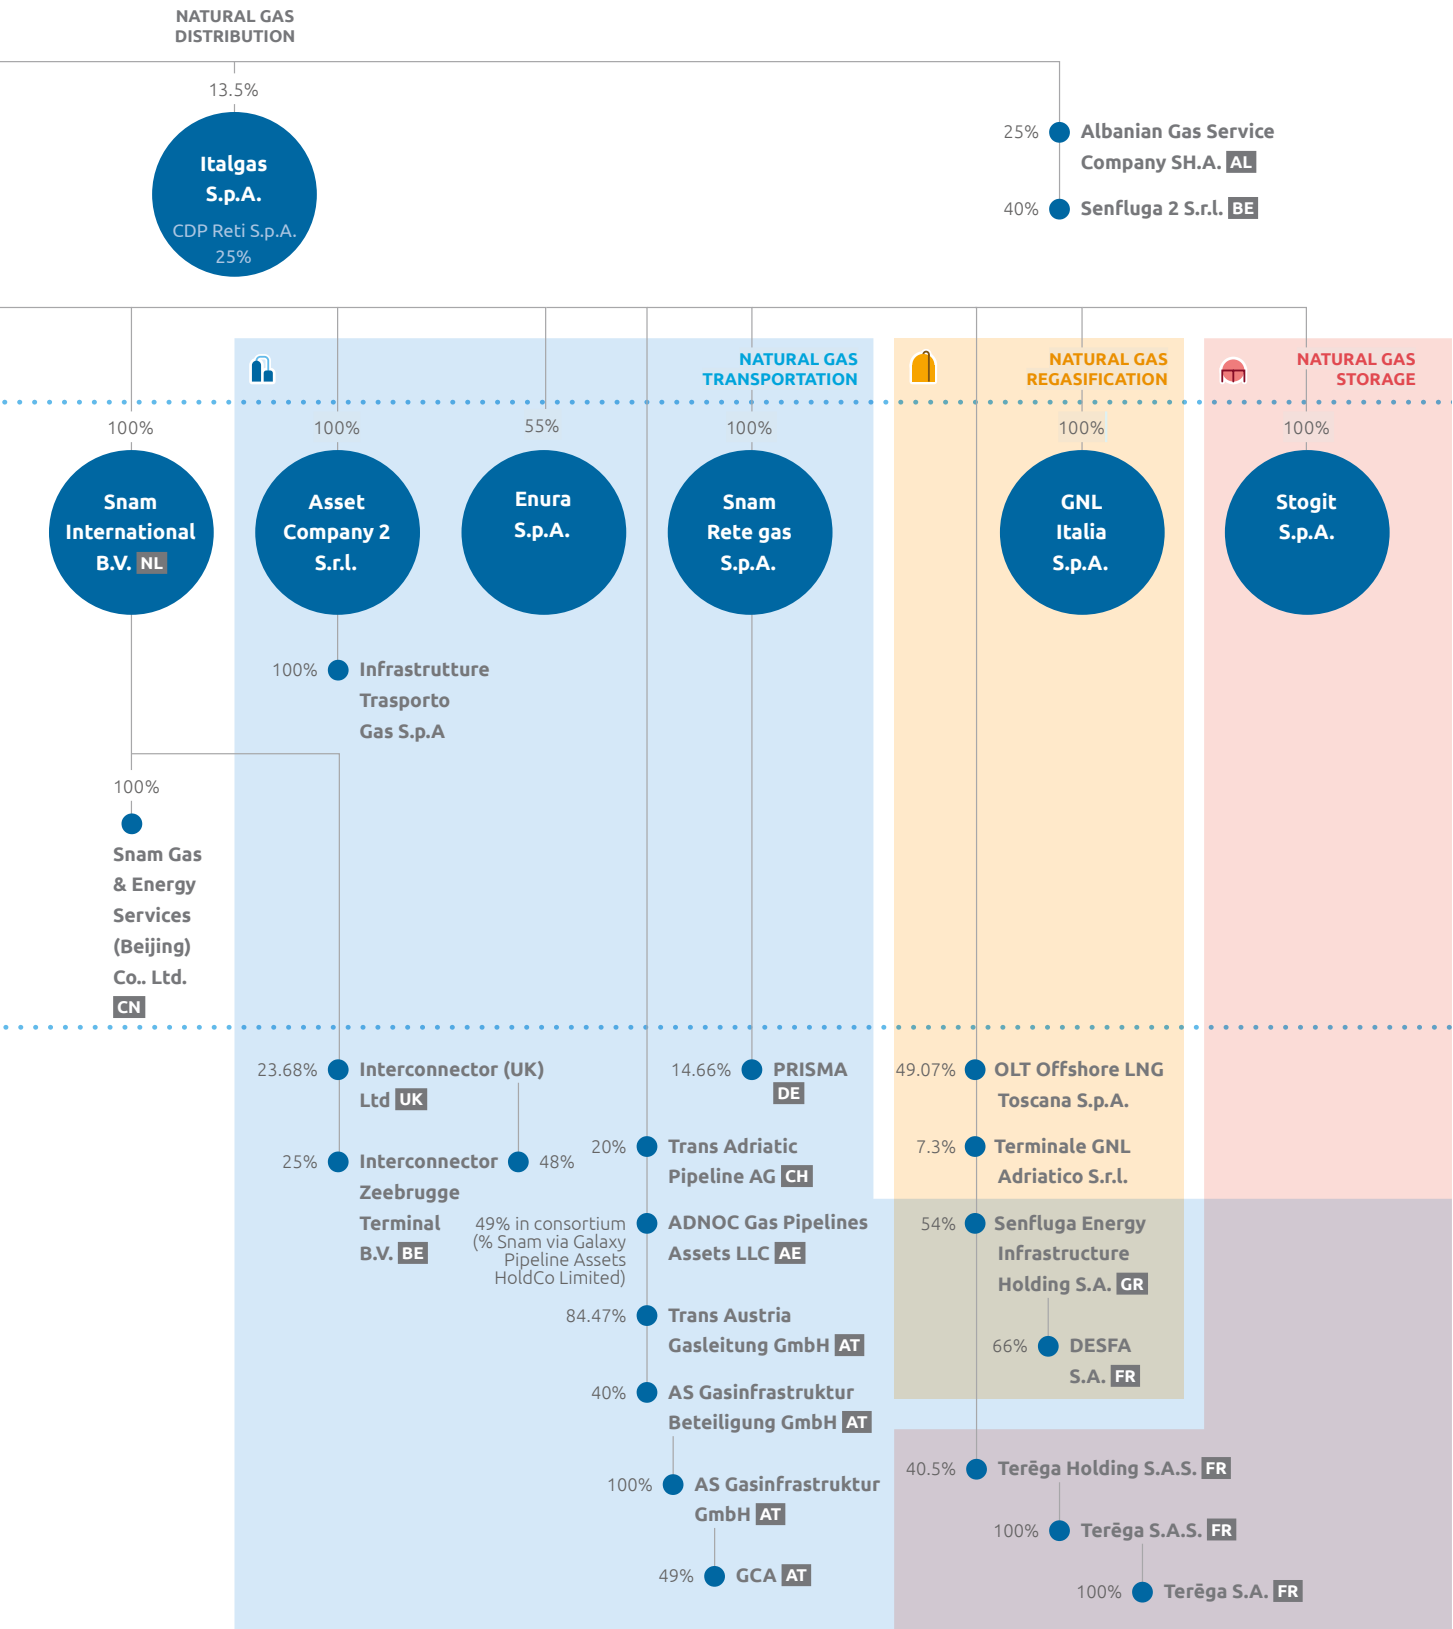 NATURAL GAS
DISTRIBUTION
13.5%
Italgas
S.p.A.
CDP Reti S.p.A.
25%
25%
Albanian Gas Service
Company SH.A. AL
40%
Senfluga 2 S.r.l. BE
NATURAL GAS
TRANSPORTATION
NATURAL GAS
REGASIFICATION
NATURAL GAS
STORAGE
100%
Snam
International
B.V. NL
100%
Asset
Company 2
S.r.l.
55%
Enura
S.p.A.
100%
Snam
Rete gas
S.p.A.
100%
GNL
Italia
S.p.A.
100%
Stogit
S.p.A.
100%
Infrastrutture
Trasporto
Gas S.p.A
100%
Snam Gas
& Energy
Services
(Beijing)
Co.. Ltd.
CN
23.68%
Interconnector (UK)
Ltd UK
25%
Interconnector
Zeebrugge
Terminal
B.V. BE
48%
14.66%
PRISMA
DE
20%
Trans Adriatic
Pipeline AG CH
49% in consortium
(% Snam via Galaxy
Pipeline Assets
HoldCo Limited)
ADNOC Gas Pipelines
Assets LLC AE
84.47%
Trans Austria
Gasleitung GmbH AT
40%
AS Gasinfrastruktur
Beteiligung GmbH AT
100%
AS Gasinfrastruktur
GmbH AT
49%
GCA AT
49.07%
OLT Offshore LNG
Toscana S.p.A.
7.3%
Terminale GNL
Adriatico S.r.l.
54%
Senfluga Energy
Infrastructure
Holding S.A. GR
66%
DESFA
S.A. FR
40.5%
Terēga Holding S.A.S. FR
100%
Terēga S.A.S. FR
100%
Terēga S.A. FR